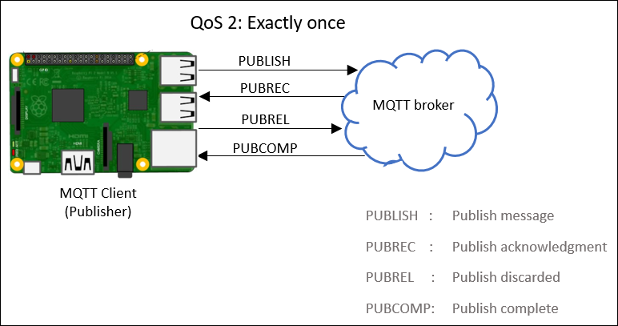 QoS 2: Exactly once
PUBLISH
PUBREC
PUBREL
PUBCOMP
MQTT broker
MQTT Client
(Publisher)
PUBLISH : Publish message
PUBREC : Publish acknowledgment
PUBREL : Publish discarded
PUBCOMP: Publish complete